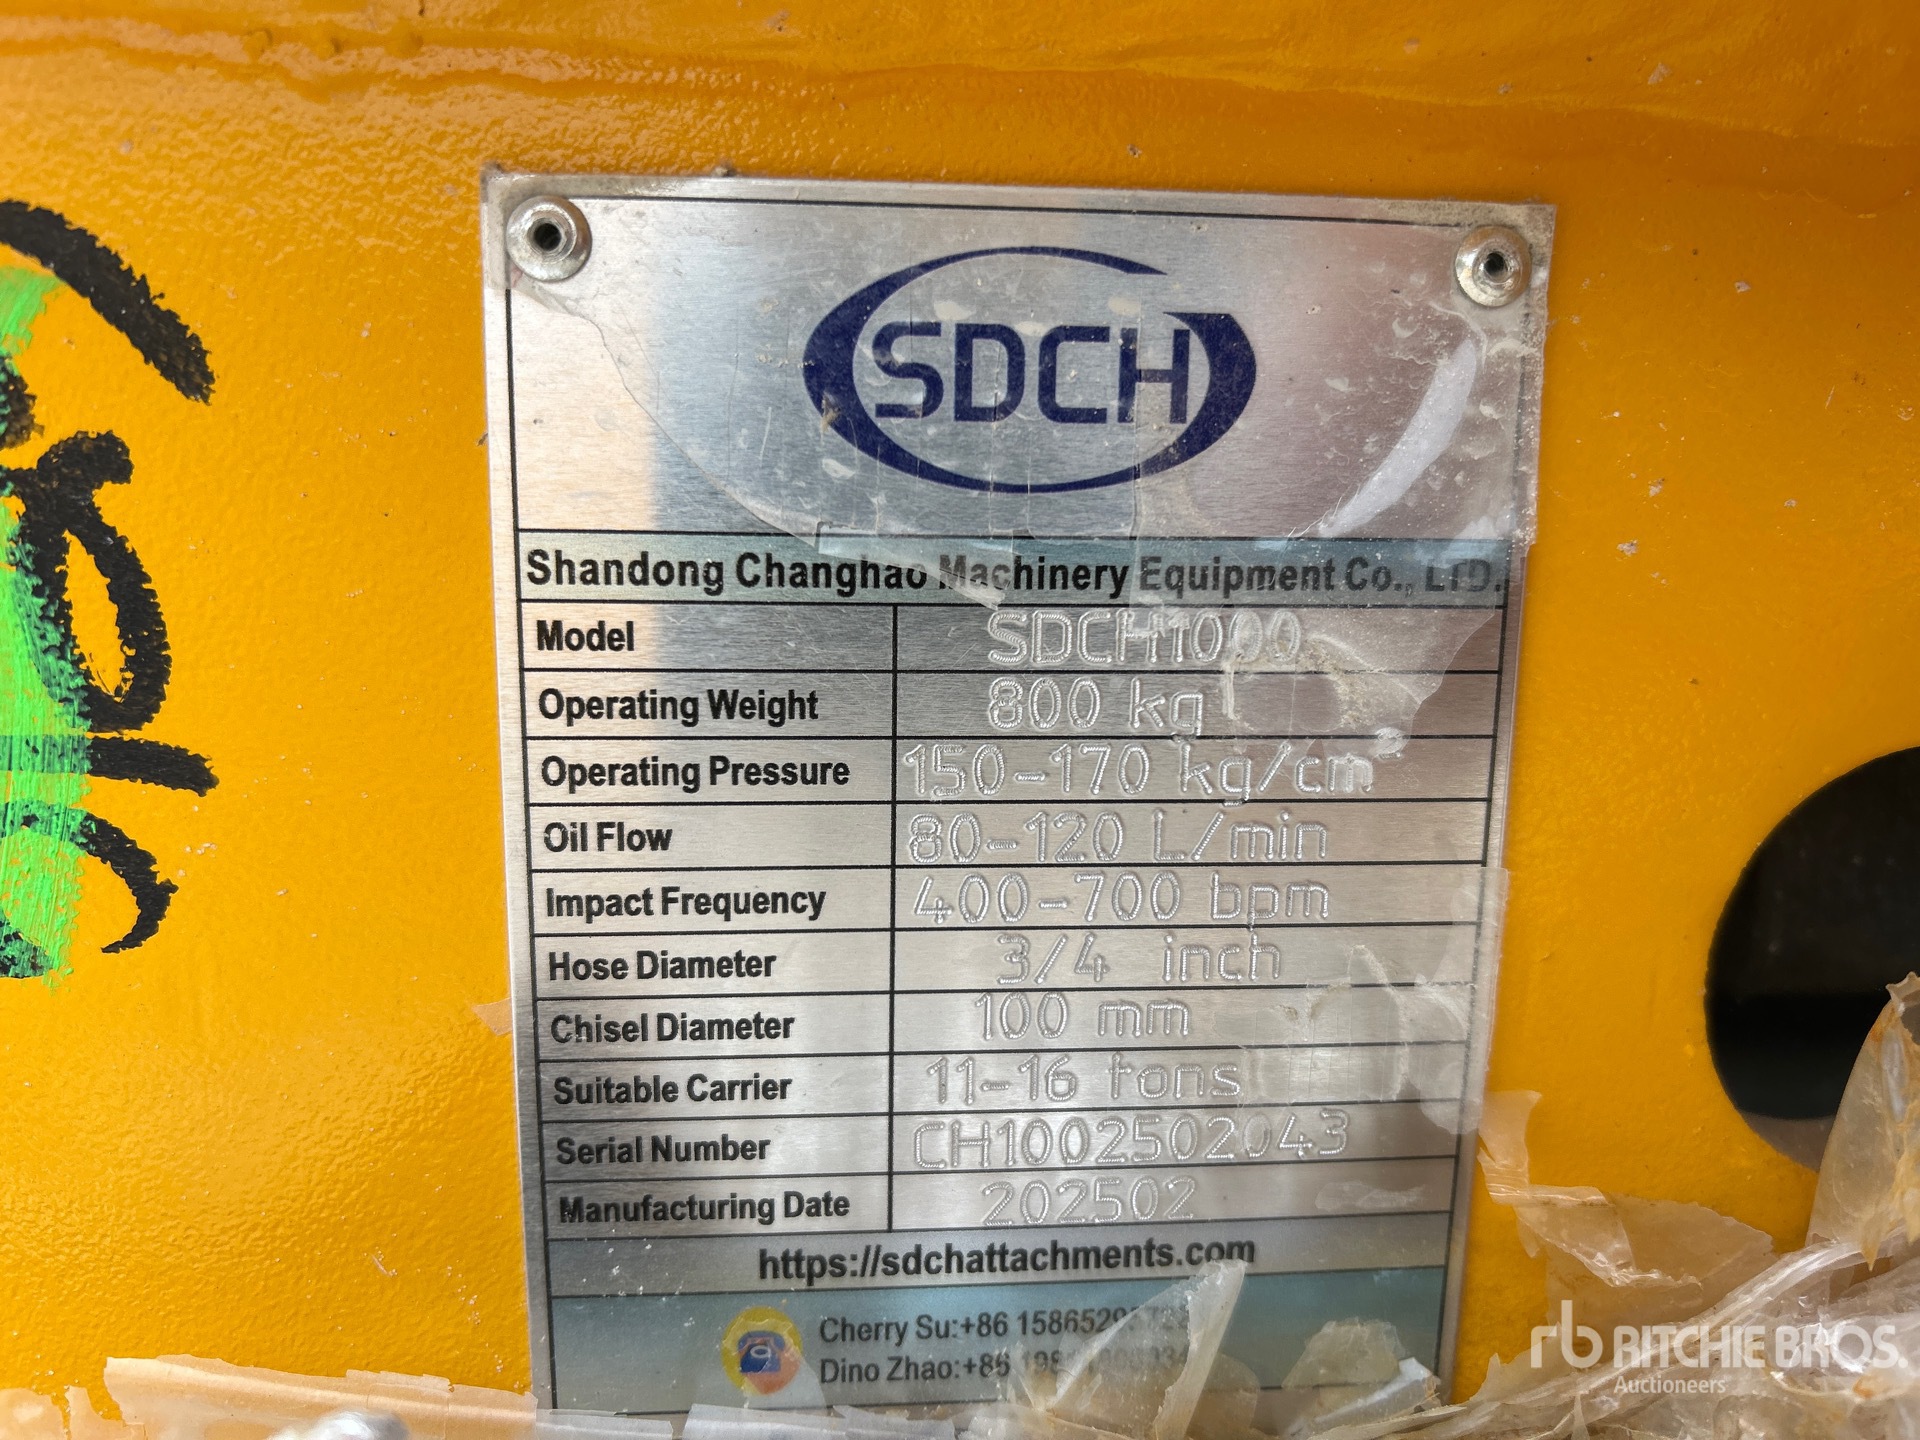 SDCH
Shandong Changhao Machinery Equipment Co., LTD.
Model SDCH1000
Operating Weight 800 kg
Operating Pressure 150-170 kg/cm²
Oil Flow 80-120 L/min
Impact Frequency 400-700 bpm
Hose Diameter 3/4 inch
Chisel Diameter 100 mm
Suitable Carrier 11-16 tons
Serial Number CH1002502043
Manufacturing Date 202502
https://sdchattachments.com
Cherry Su:+86
Dino Zhao:+86
rb RITCHIE BROS.
Auctioneers